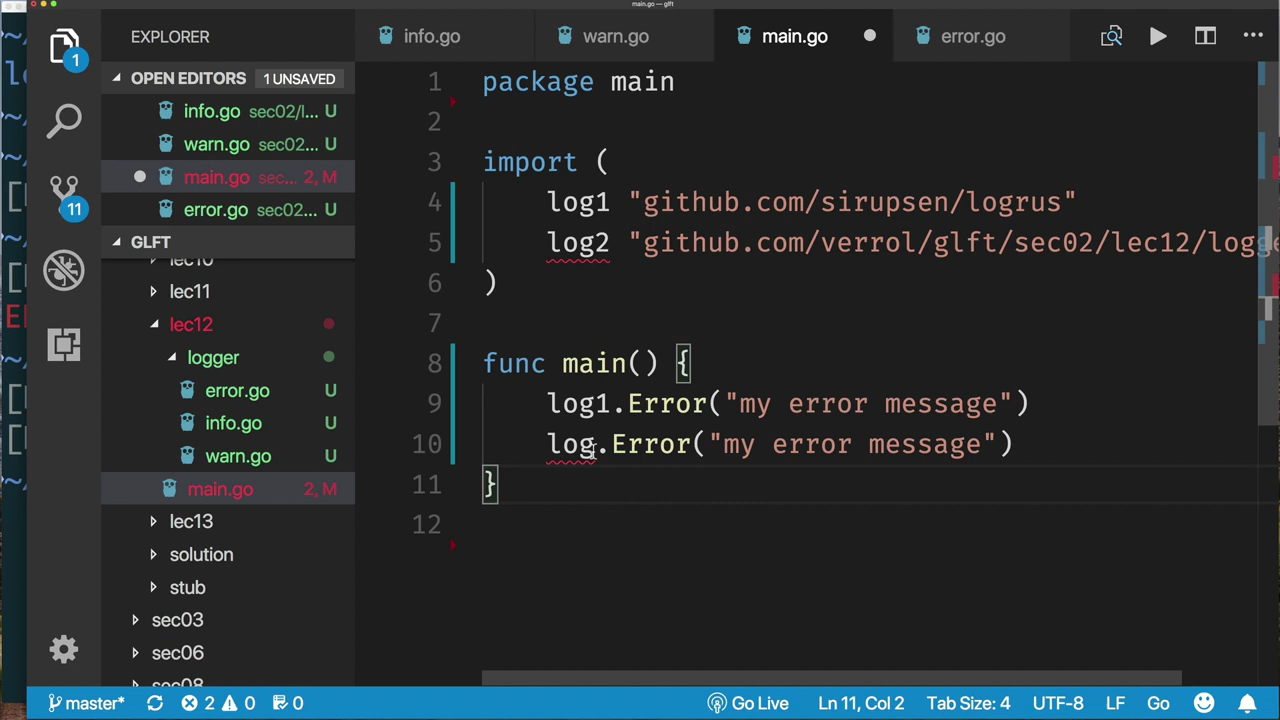 main.go — glft
EXPLORER
info.go
warn.go
main.go
error.go
OPEN EDITORS 1 UNSAVED
info.go sec02/l... U
warn.go sec02... U
main.go sec... 2, M
error.go sec02... U
GLFT
lec10
lec11
lec12
logger
error.go U
info.go U
warn.go U
main.go 2, M
lec13
solution
stub
sec03
sec06
sec08
1
11
1 package main
2
3 import (
4 log1 "github.com/sirupsen/logrus"
5 log2 "github.com/verrol/glft/sec02/lec12/logge
6 )
7
8 func main() {
9 log1.Error("my error message")
10 log.Error("my error message")
11 }
12
master* 2 0 0 Go Live Ln 11, Col 2 Tab Size: 4 UTF-8 LF Go